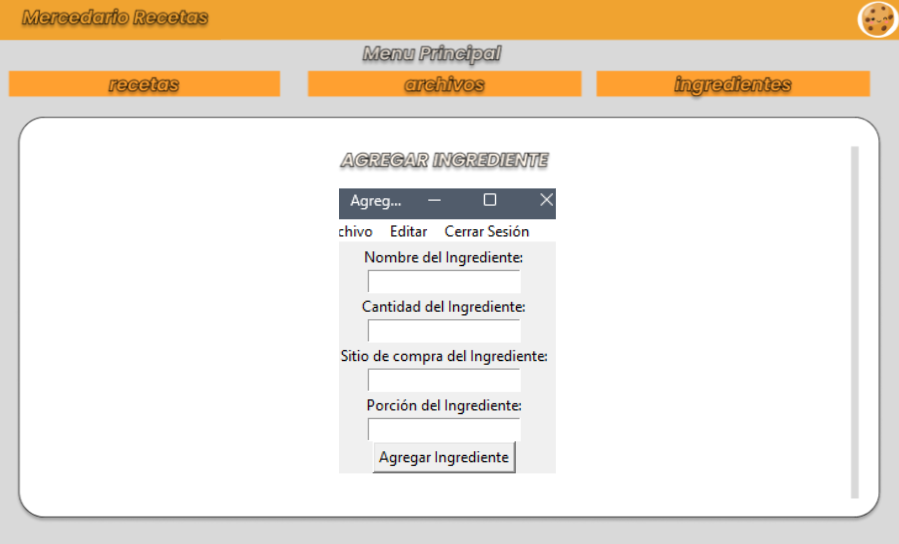 Mercedario Recetas
Menu Principal
recetas archivos ingredientes
AGREGAR INGREDIENTE
Agreg...
chivo Editar Cerrar Sesión
Nombre del Ingrediente:
Cantidad del Ingrediente:
Sitio de compra del Ingrediente:
Porción del Ingrediente:
Agregar Ingrediente